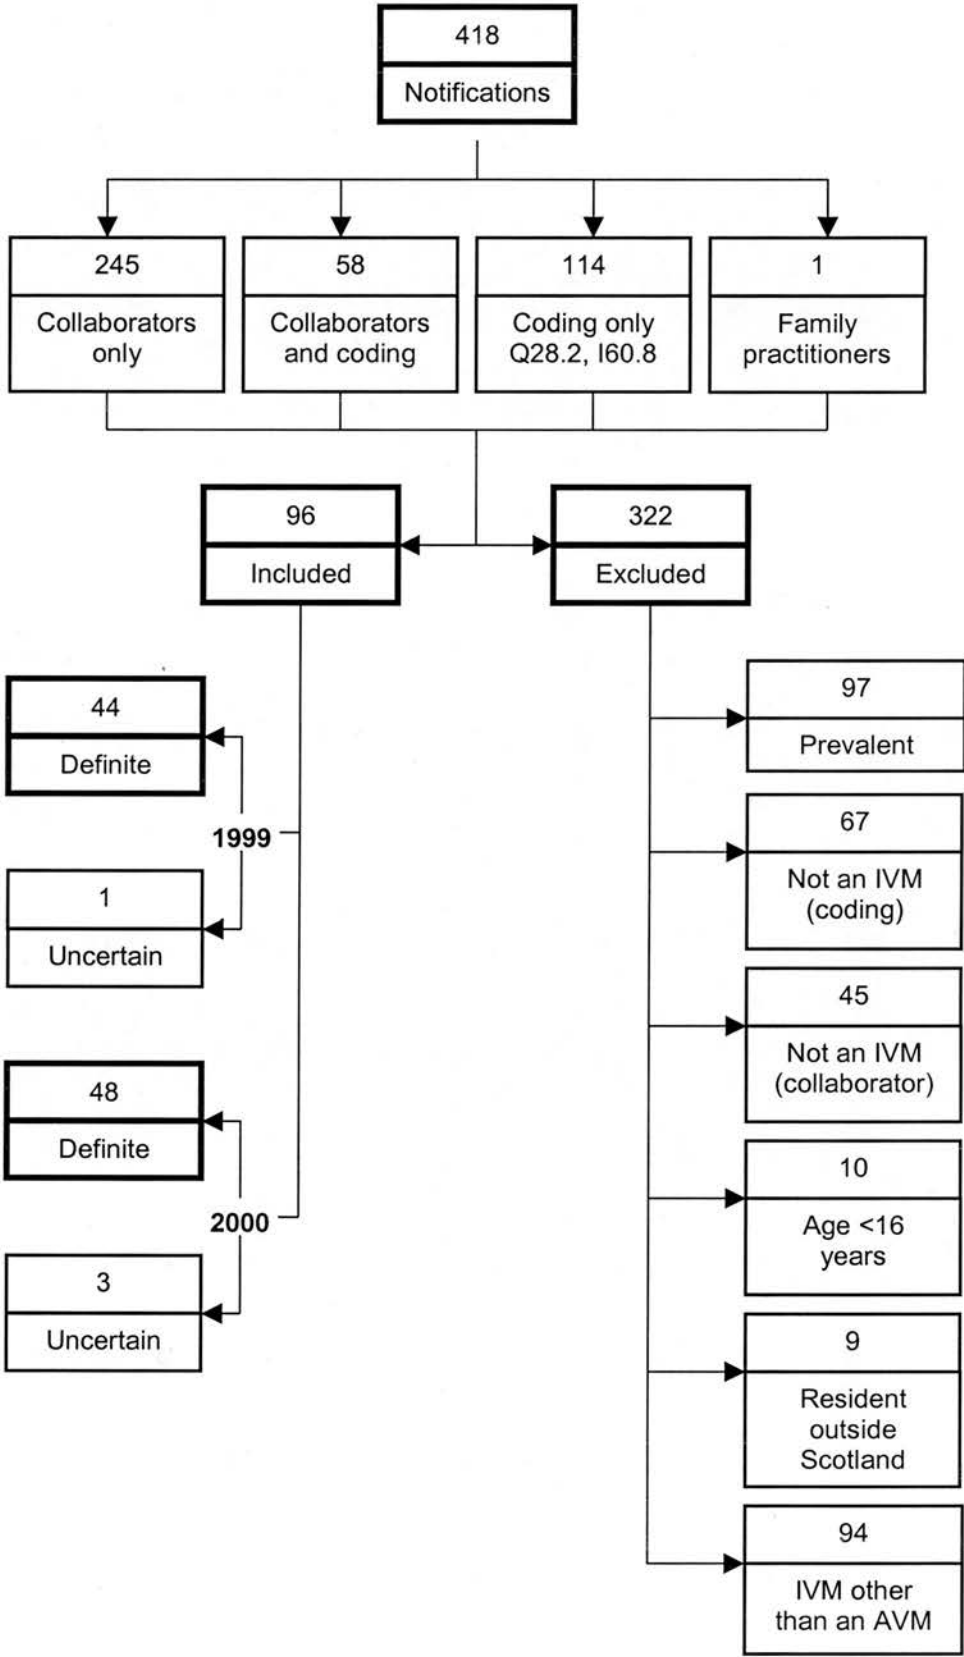 418
Notifications
245
Collaborators
only
58
Collaborators
and coding
114
Coding only
Q28.2, I60.8
1
Family
practitioners
96
Included
322
Excluded
44
Definite
1999
1
Uncertain
48
Definite
2000
3
Uncertain
97
Prevalent
67
Not an IVM
(coding)
45
Not an IVM
(collaborator)
10
Age <16
years
9
Resident
outside
Scotland
94
IVM other
than an AVM